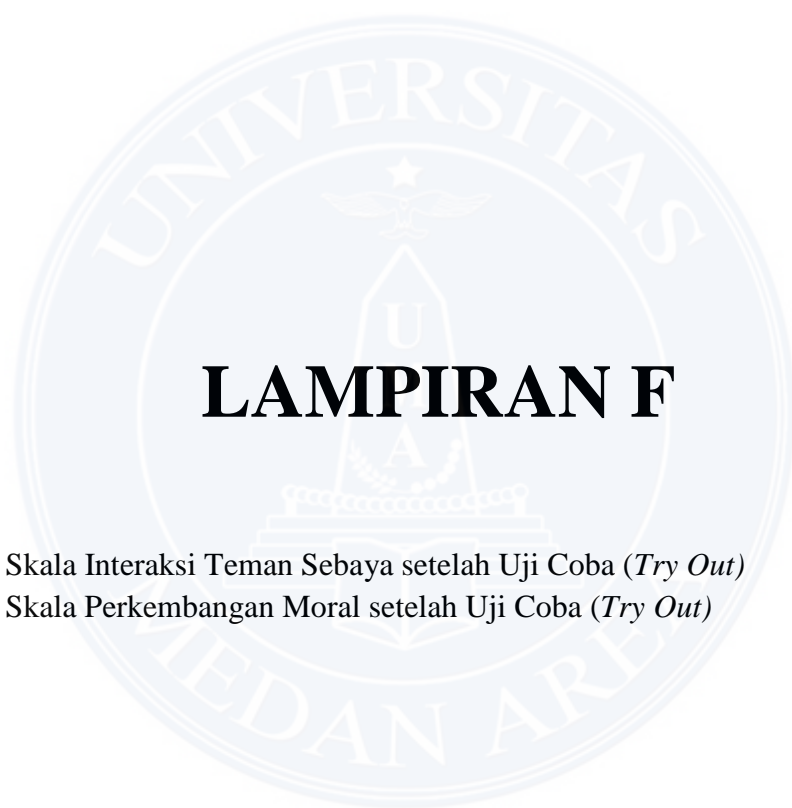 UNIVERSITAS
U
A
LAMPIRAN F
Skala Interaksi Teman Sebaya setelah Uji Coba (Try Out)
Skala Perkembangan Moral setelah Uji Coba (Try Out)
MEDAN AREA